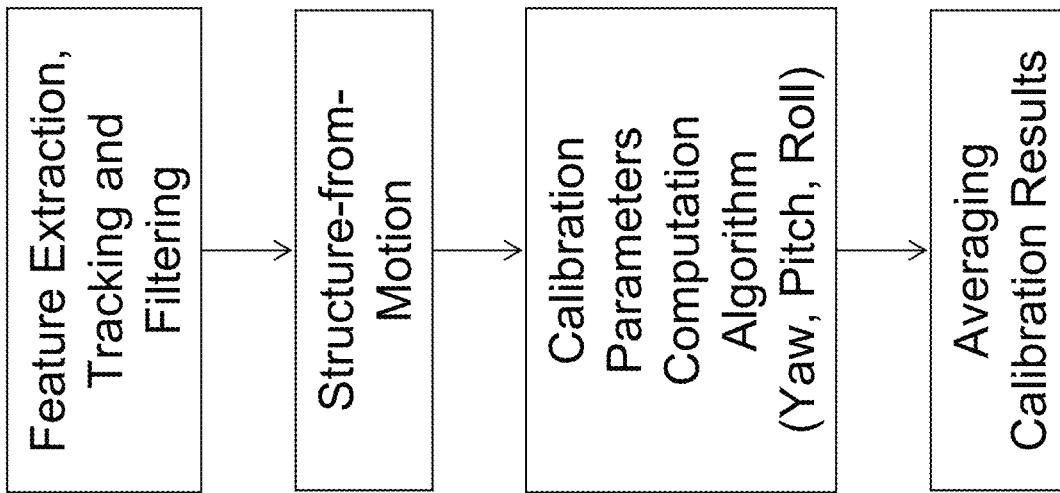 Feature Extraction,
Tracking and
Filtering
Structure-from-
Motion
Calibration
Parameters
Computation
Algorithm
(Yaw, Pitch, Roll)
Averaging
Calibration Results